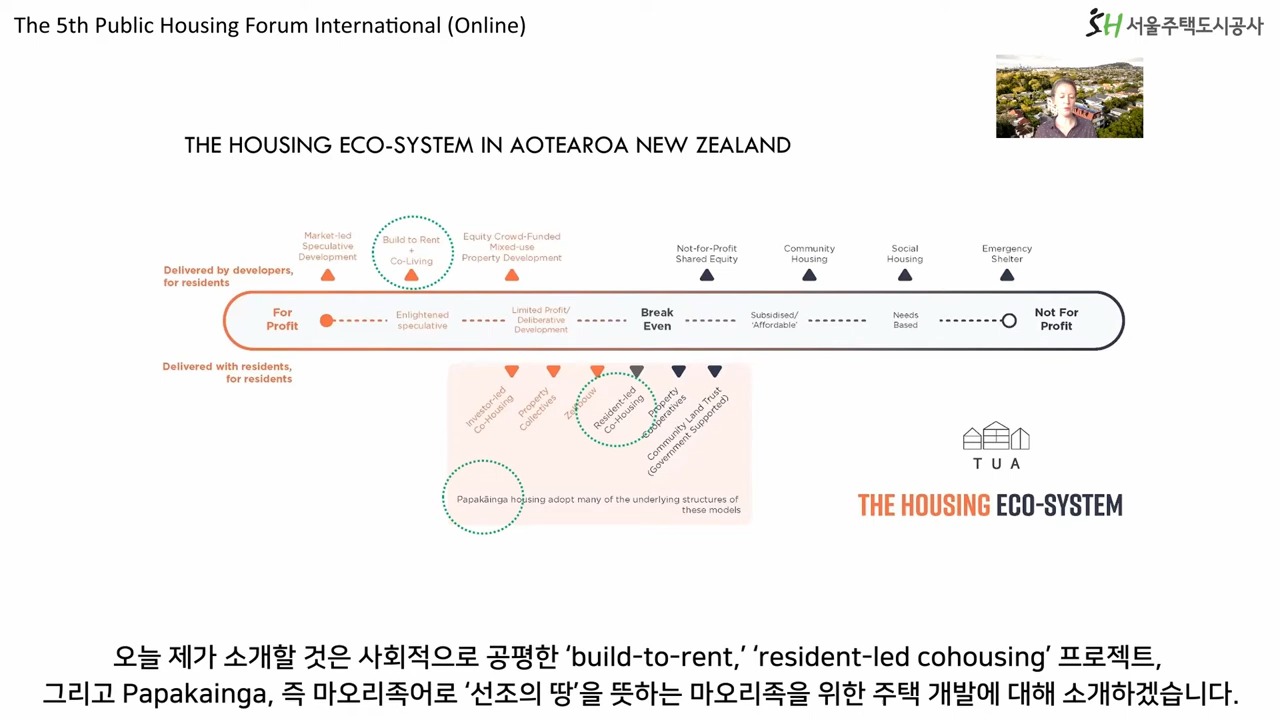 The 5th Public Housing Forum International (Online)
SH 서울주택도시공사
THE HOUSING ECO-SYSTEM IN AOTEAROA NEW ZEALAND
Market-led
Speculative
Development
Build to Rent
+
Co-Living
Equity Crowd-Funded
Mixed-use
Property Development
Not-for-Profit
Shared Equity
Community
Housing
Social
Housing
Emergency
Shelter
Delivered by developers,
for residents
For
Profit
Enlightened
speculative
Limited Profit/
Deliberative
Development
Break
Even
Subsidised/
'Affordable'
Needs
Based
Not For
Profit
Delivered with residents,
for residents
Investor-led
Co-Housing
Property
Collectives
Zelfbouw
Resident-led
Co-Housing
Property
Cooperatives
Community Land Trust
(Government Supported)
Papakāinga housing adopt many of the underlying structures of
these models
TUA
THE HOUSING ECO-SYSTEM
오늘 제가 소개할 것은 사회적으로 공평한 ‘build-to-rent,’ ‘resident-led cohousing’ 프로젝트,
그리고 Papakainga, 즉 마오리족어로 ‘선조의 땅’을 뜻하는 마오리족을 위한 주택 개발에 대해 소개하겠습니다.